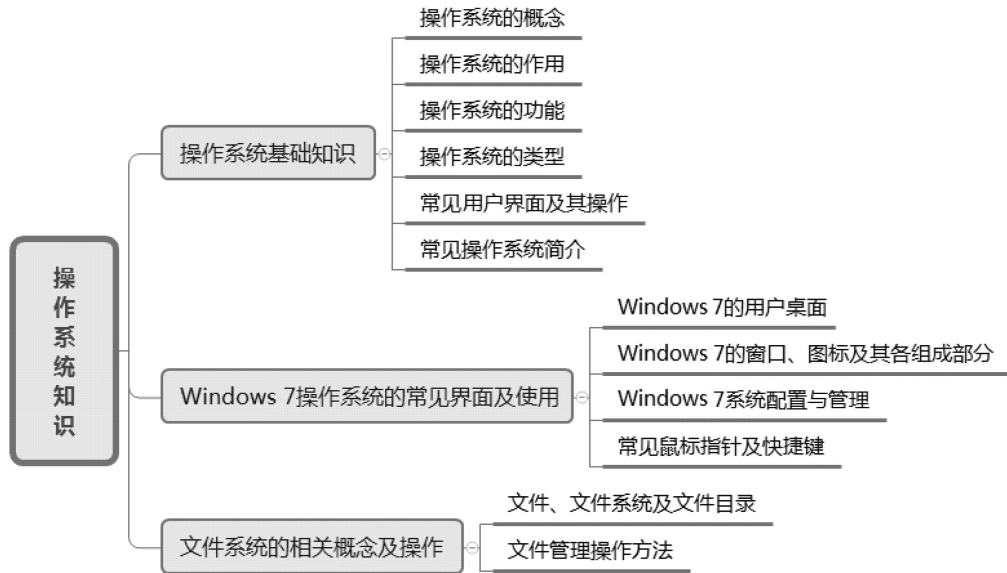 操作系统知识
操作系统基础知识
操作系统的概念
操作系统的作用
操作系统的功能
操作系统的类型
常见用户界面及其操作
常见操作系统简介
Windows 7操作系统的常见界面及使用
Windows 7的用户桌面
Windows 7的窗口、图标及其各组成部分
Windows 7系统配置与管理
常见鼠标指针及快捷键
文件系统的相关概念及操作
文件、文件系统及文件目录
文件管理操作方法